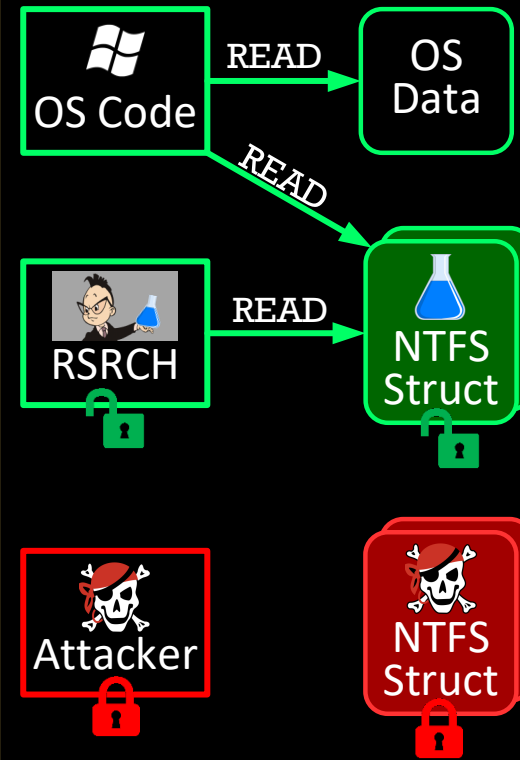 OS Code
READ
OS
Data
READ
RSRCH
READ
NTFS
Struct
Attacker
NTFS
Struct